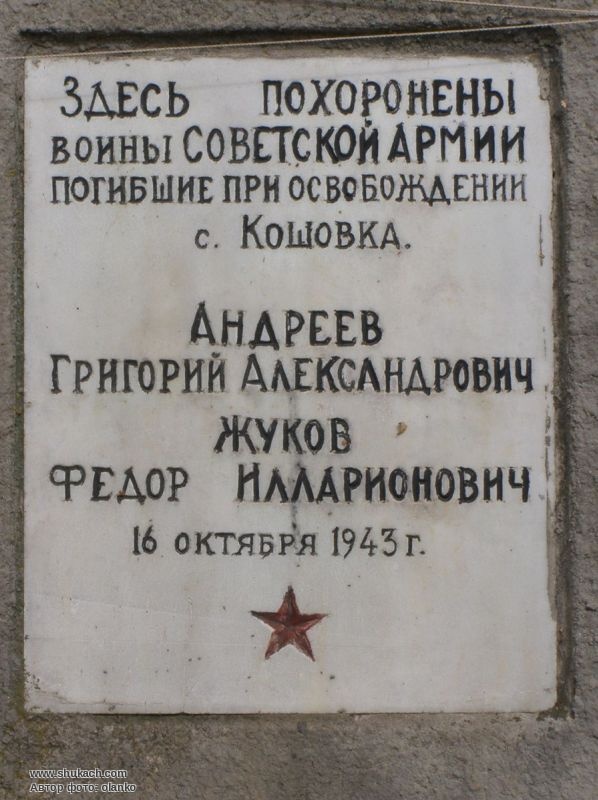 Здесь похоронены
воины Советской Армии
погибшие при освобождении
с. Кошовка.
Андреев
Григорий Александрович
Жуков
Федор Илларионович
16 октября 1943 г.
www.shukach.com
Автор фото: olanko